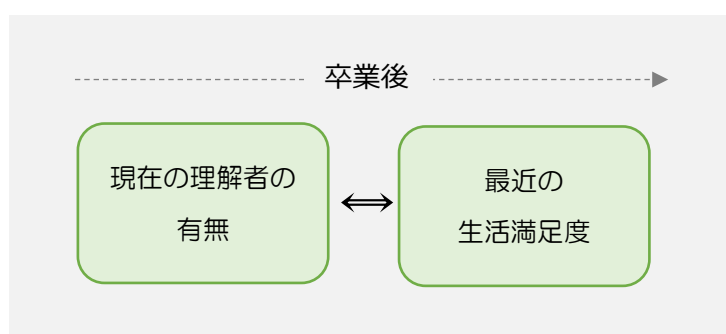 卒業後
現在の理解者の
有無
最近の
生活満足度